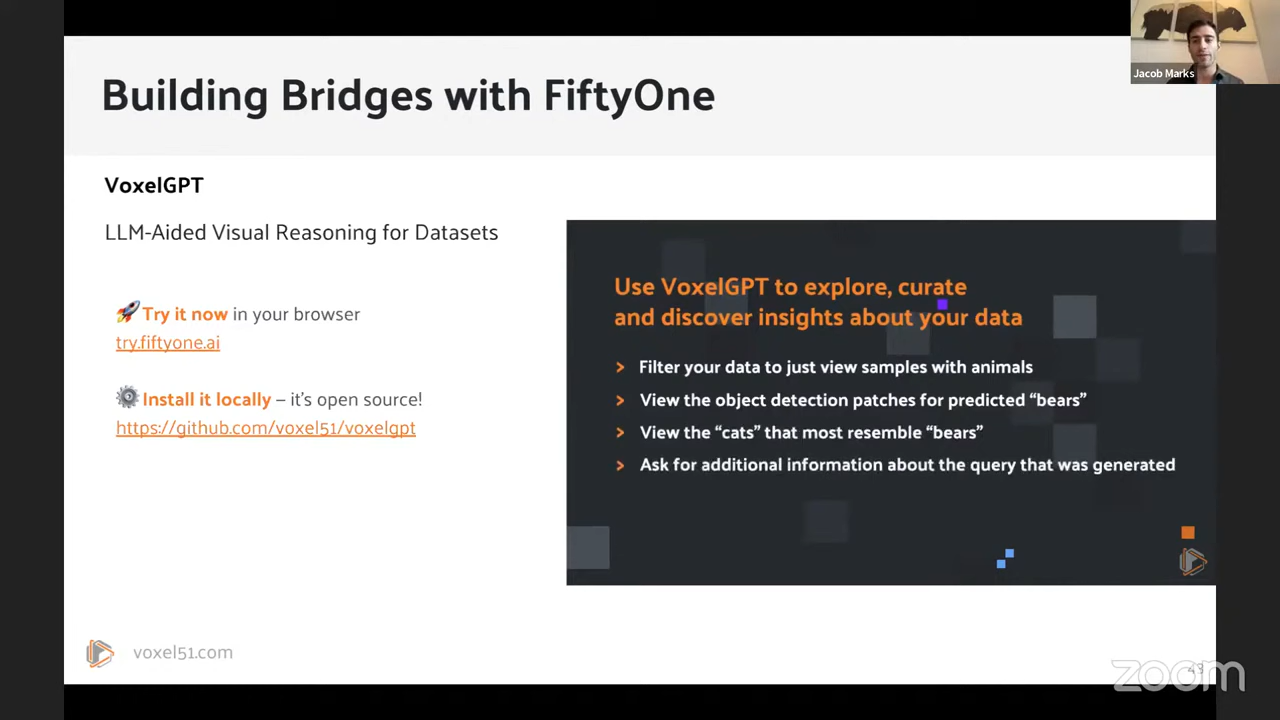 Jacob Marks
Building Bridges with FiftyOne
VoxelGPT
LLM-Aided Visual Reasoning for Datasets
Try it now in your browser
try.fiftyone.ai
Install it locally – it's open source!
https://github.com/voxel51/voxelgpt
Use VoxelGPT to explore, curate
and discover insights about your data
> Filter your data to just view samples with animals
> View the object detection patches for predicted “bears”
> View the “cats” that most resemble “bears”
> Ask for additional information about the query that was generated
voxel51.com
zoom